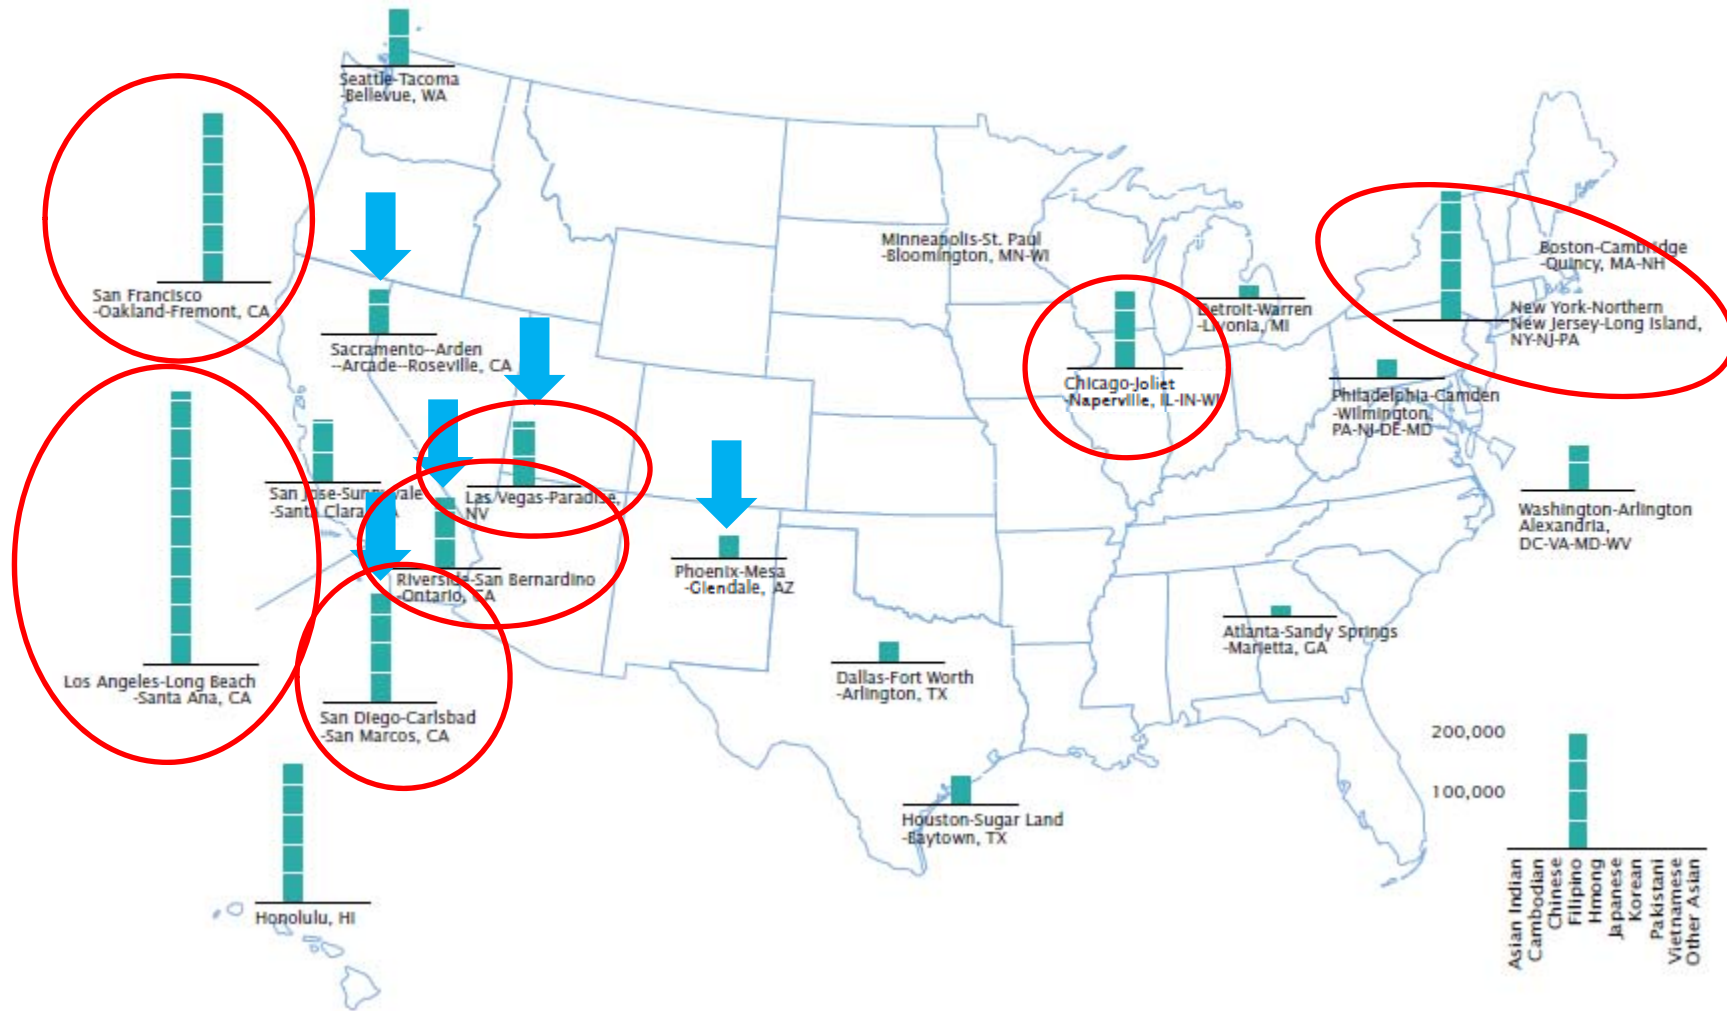 Seattle-Tacoma
-Bellevue, WA
San Francisco
-Oakland-Fremont, CA
Sacramento--Arden
--Arcade--Roseville, CA
Minneapolis-St. Paul
-Bloomington, MN-WI
Detroit-Warren
-Livonia, MI
Boston-Cambridge
-Quincy, MA-NH
New York-Northern
New Jersey-Long Island,
NY-NJ-PA
Chicago-Joliet
-Naperville, IL-IN-WI
Philadelphia-Camden
-Wilmington,
PA-NJ-DE-MD
San Jose-Sunnyvale
-Santa Clara, CA
Las Vegas-Paradise,
NV
Washington-Arlington
Alexandria,
DC-VA-MD-WV
Riverside-San Bernardino
-Ontario, CA
Phoenix-Mesa
-Glendale, AZ
Atlanta-Sandy Springs
-Marietta, GA
Los Angeles-Long Beach
-Santa Ana, CA
San Diego-Carlsbad
-San Marcos, CA
Dallas-Fort Worth
-Arlington, TX
Houston-Sugar Land
-Baytown, TX
Honolulu, HI
200,000
100,000
Asian Indian
Cambodian
Chinese
Filipino
Hmong
Japanese
Korean
Pakistani
Vietnamese
Other Asian